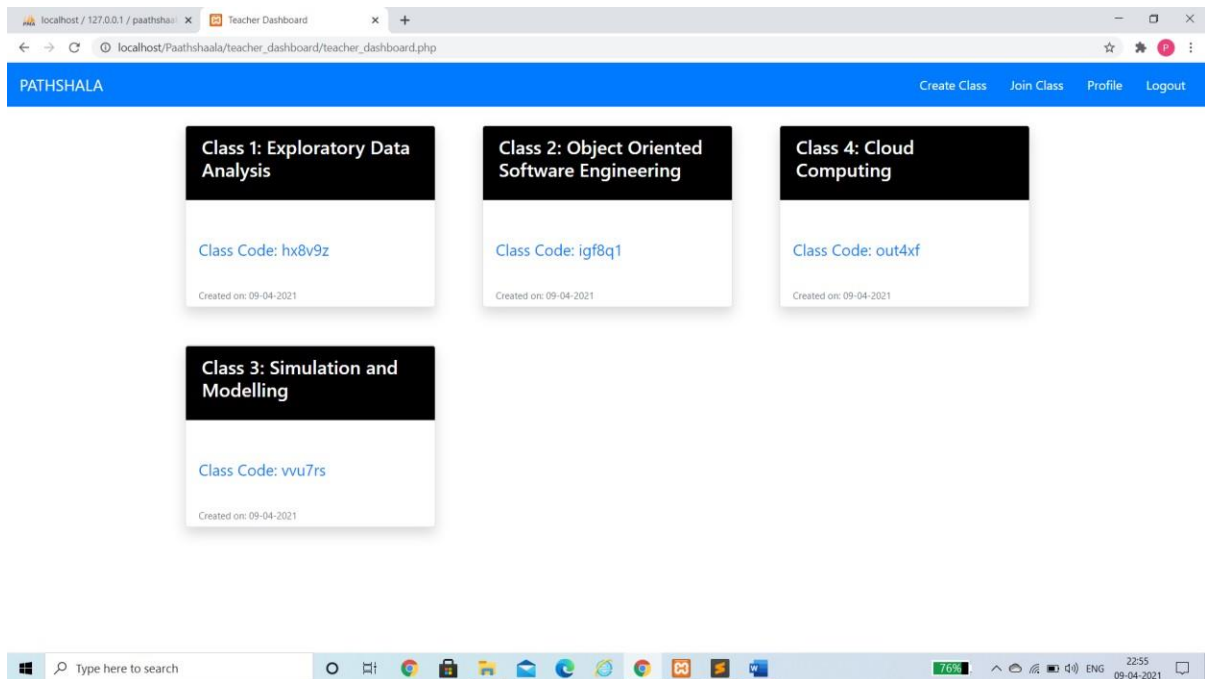 localhost / 127.0.0.1 / paathshaal
Teacher Dashboard
localhost/Paathshaala/teacher_dashboard/teacher_dashboard.php
P
PATHSHALA
Create Class Join Class Profile Logout
Class 1: Exploratory Data
Analysis
Class Code: hx8v9z
Created on: 09-04-2021
Class 2: Object Oriented
Software Engineering
Class Code: igf8q1
Created on: 09-04-2021
Class 4: Cloud
Computing
Class Code: out4xf
Created on: 09-04-2021
Class 3: Simulation and
Modelling
Class Code: vvu7rs
Created on: 09-04-2021
Type here to search
76%
ENG
22:55
09-04-2021